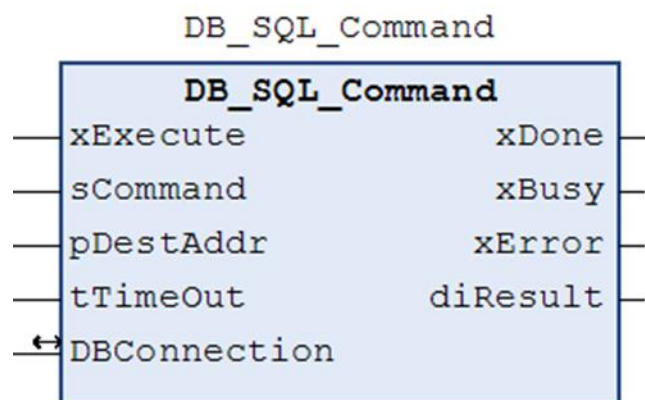 DB_SQL_Command
DB_SQL_Command
xExecute xDone
sCommand xBusy
pDestAddr xError
tTimeOut diResult
DBConnection